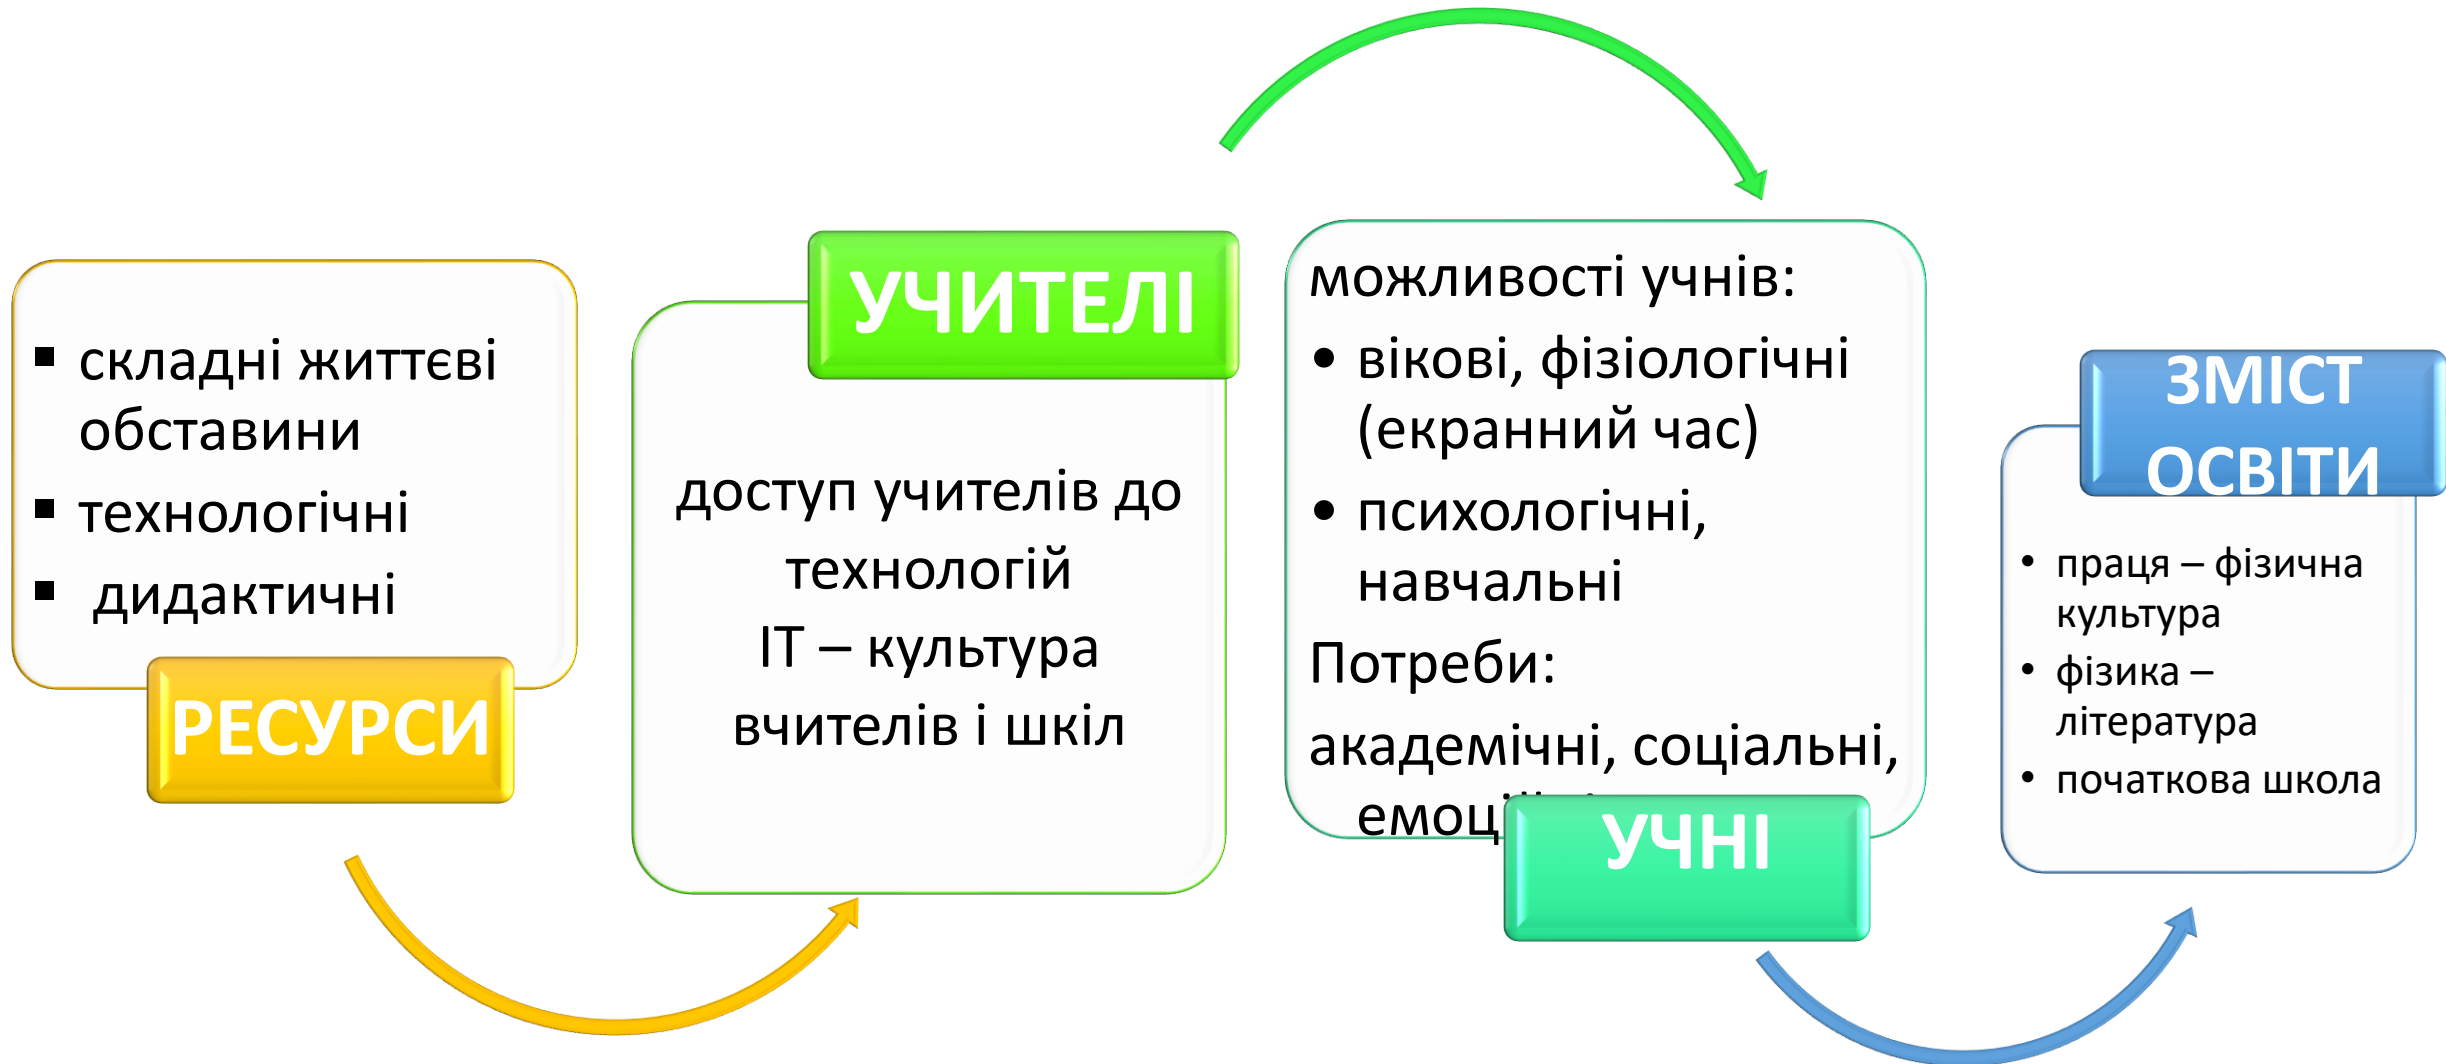 ▪ складні життєві
обставини
▪ технологічні
▪ дидактичні
РЕСУРСИ
УЧИТЕЛІ
доступ учителів до
технологій
ІТ – культура
вчителів і шкіл
можливості учнів:
• вікові, фізіологічні
(екранний час)
• психологічні,
навчальні
Потреби:
академічні, соціальні,
УЧНІ
ЗМІСТ
ОСВІТИ
• праця – фізична
культура
• фізика –
література
• початкова школа